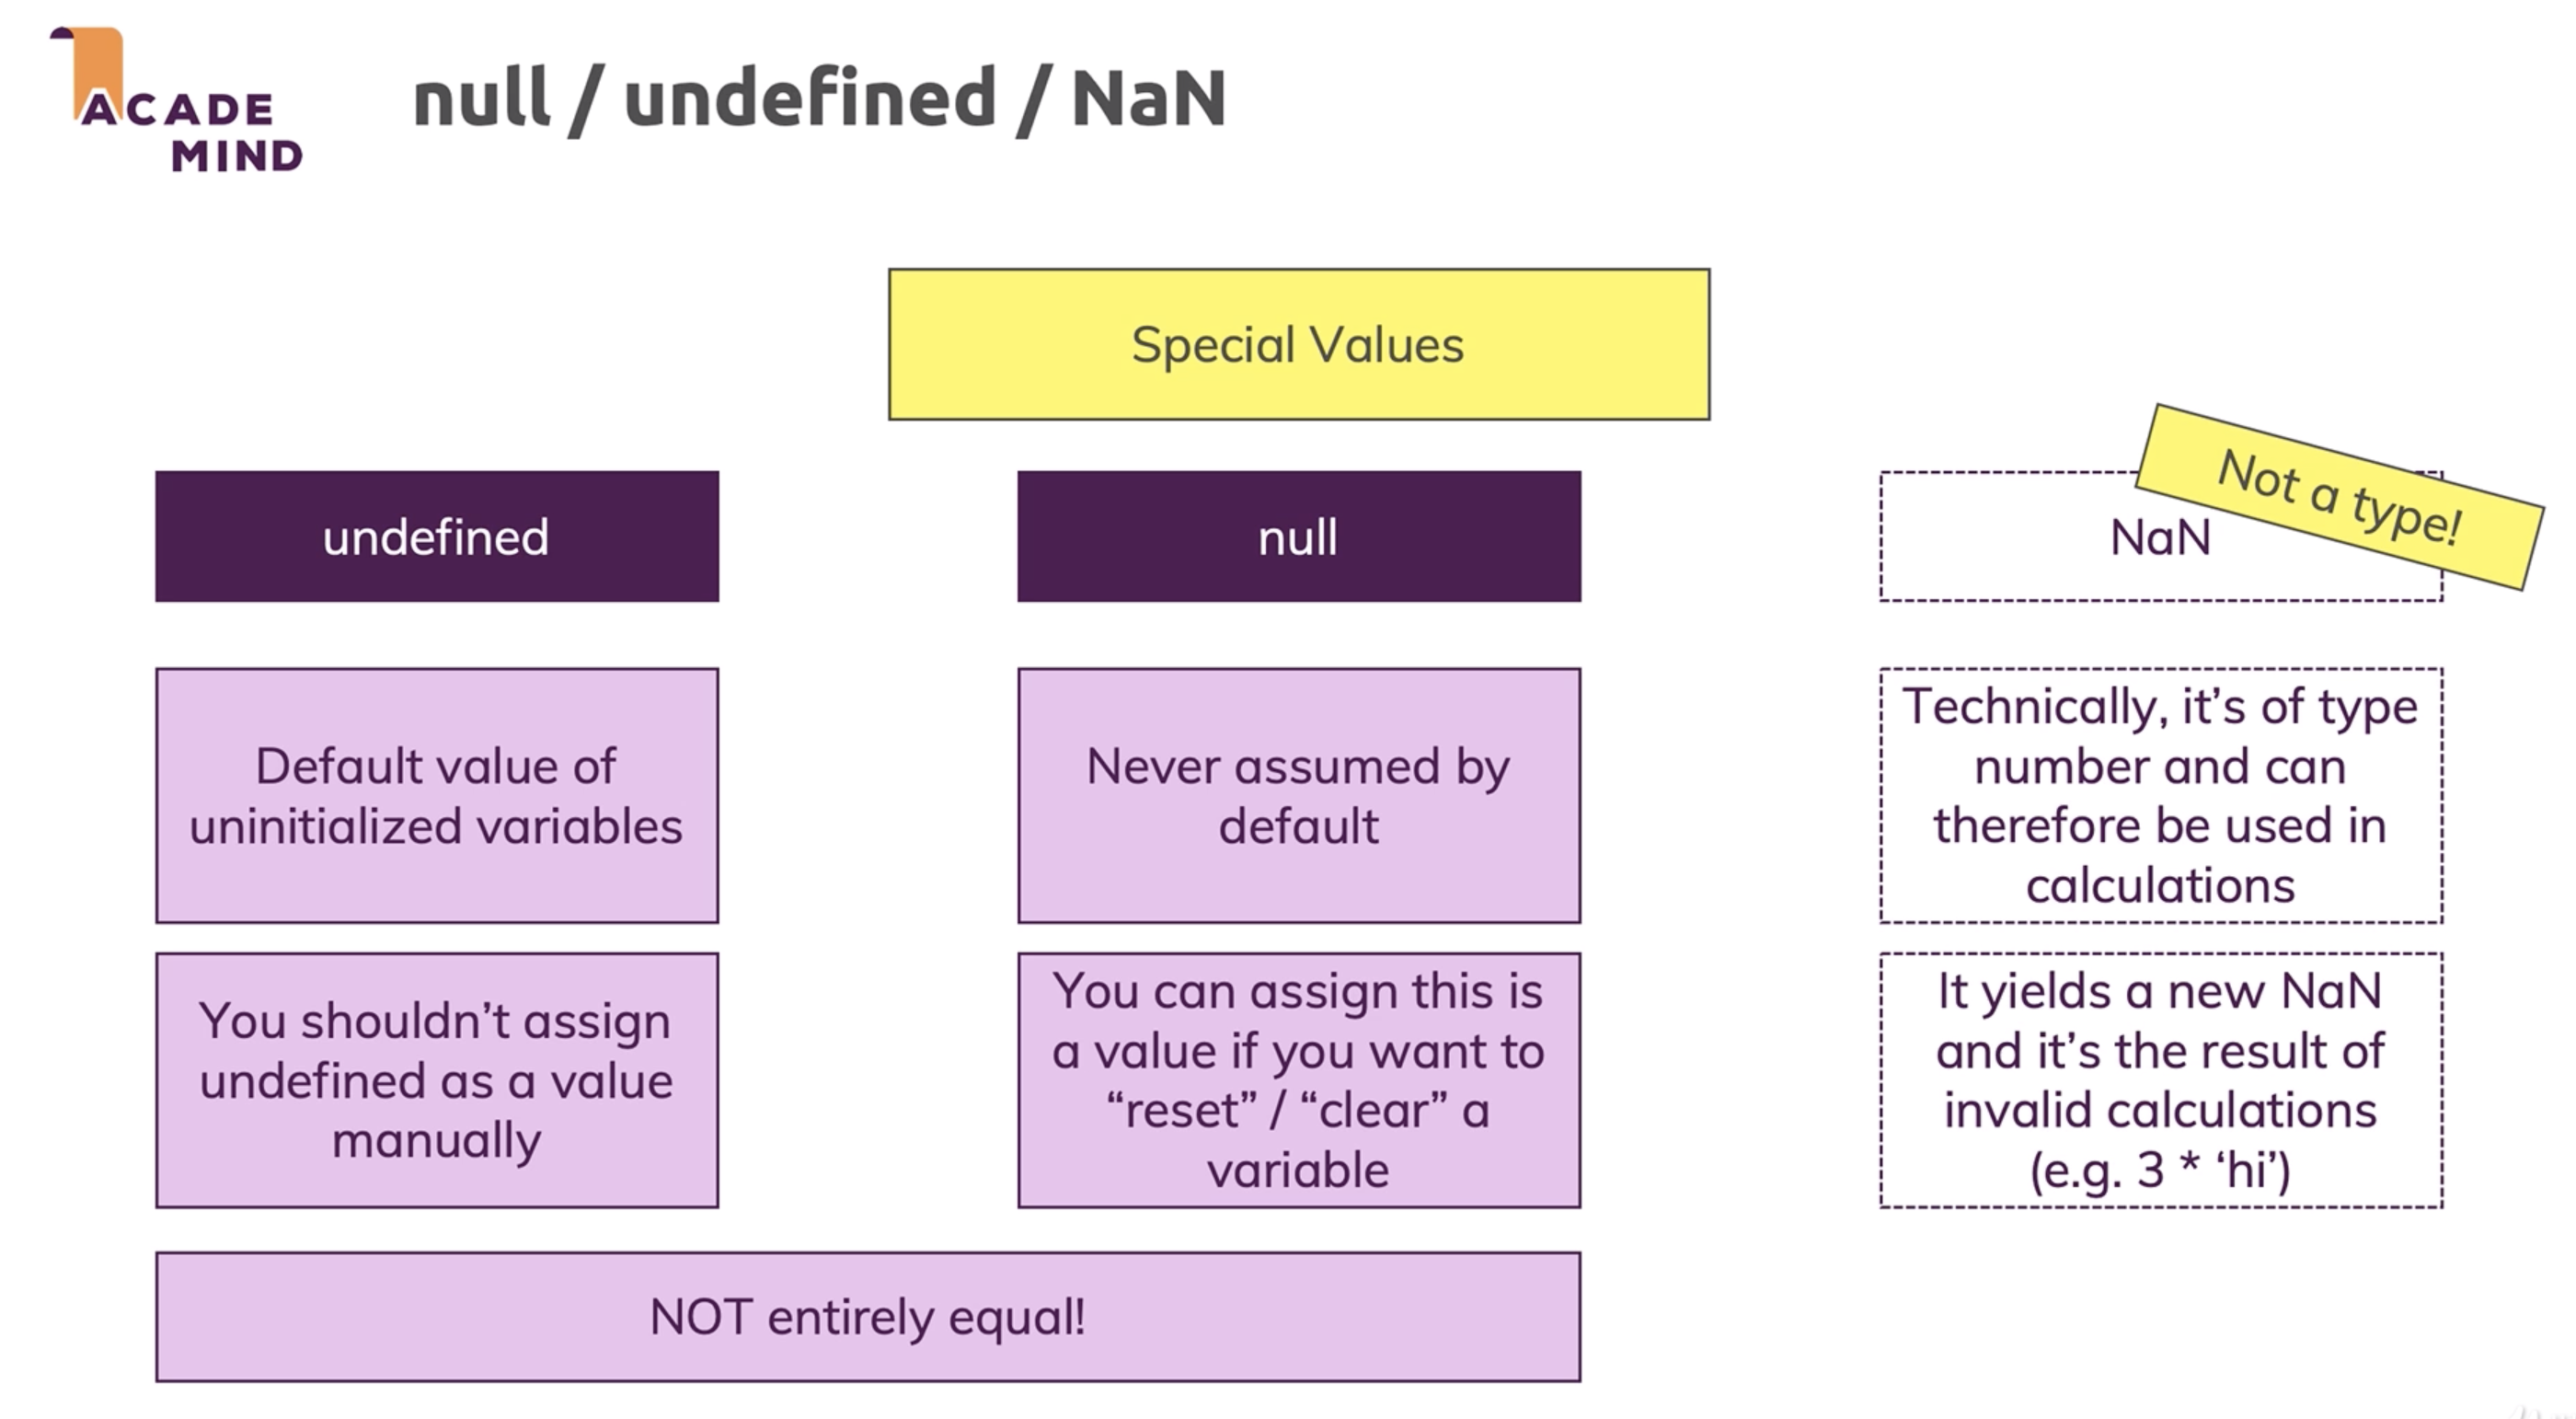 ACADE
MIND
null / undefined / NaN
Special Values
undefined
null
NaN
Not a type!
Default value of
uninitialized variables
Never assumed by
default
Technically, it’s of type
number and can
therefore be used in
calculations
You shouldn’t assign
undefined as a value
manually
You can assign this is
a value if you want to
“reset” / “clear” a
variable
It yields a new NaN
and it’s the result of
invalid calculations
(e.g. 3 * ‘hi’)
NOT entirely equal!